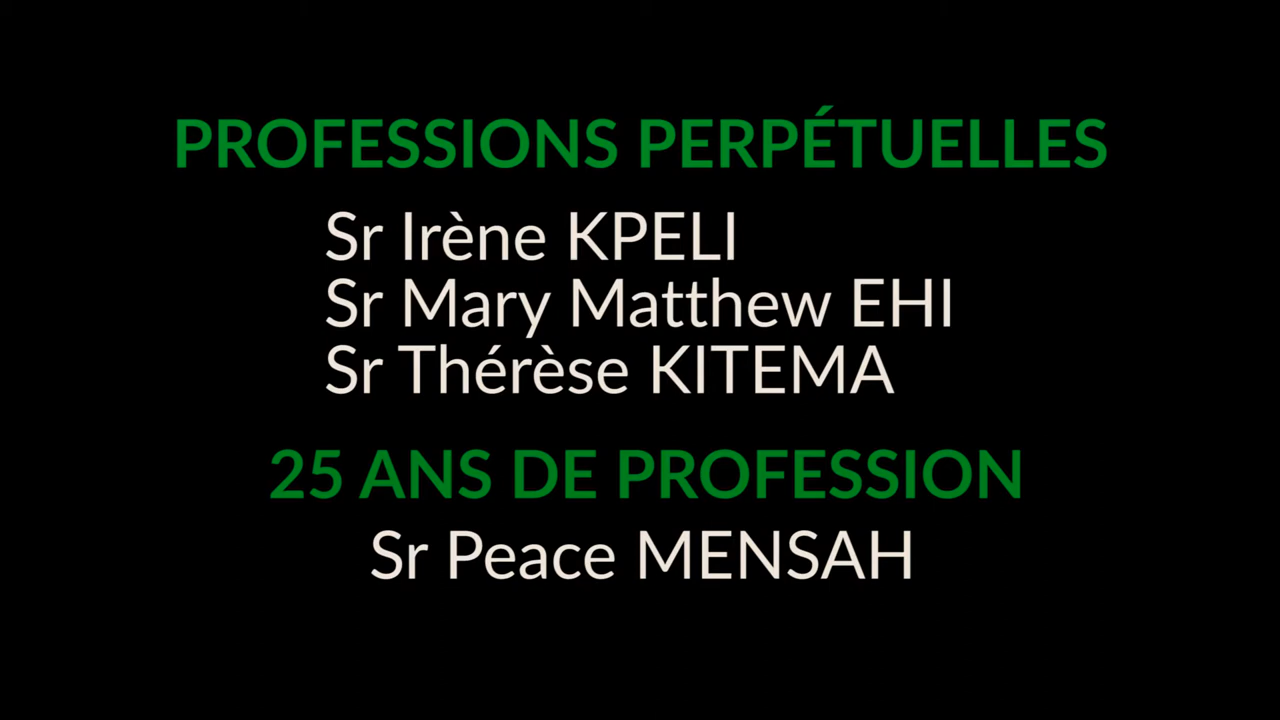 PROFESSIONS PERPÉTUELLES
Sr Irène KPELI
Sr Mary Matthew EHI
Sr Thérèse KITEMA
25 ANS DE PROFESSION
Sr Peace MENSAH